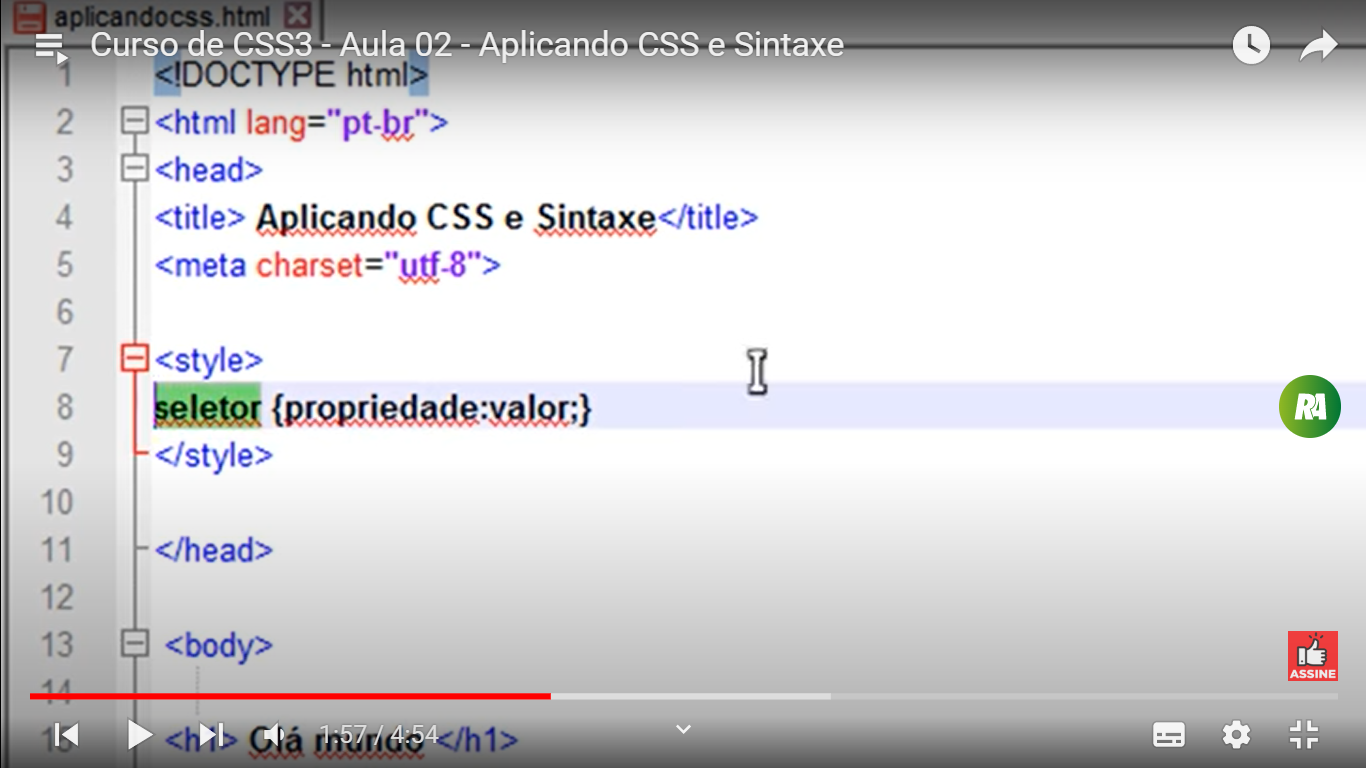 aplicandocss.html
Curso de CSS3 - Aula 02 - Aplicando CSS e Sintaxe
1 <!DOCTYPE html>
2 <html lang="pt-br">
3 <head>
4 <title> Aplicando CSS e Sintaxe</title>
5 <meta charset="utf-8">
6
7 <style>
8 seletor {propriedade:valor;}
RA
9 </style>
10
11 </head>
12
13 <body>
ASSINE
14
15 <h1> Olá mundo </h1>
1:57 / 4:54